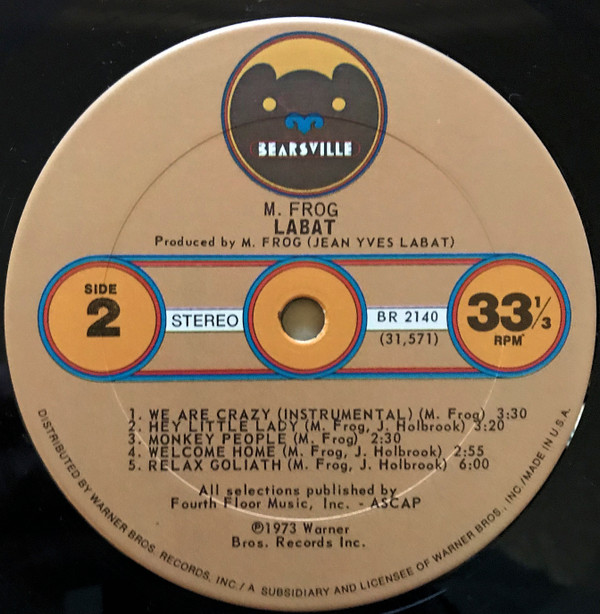 BEARSVILLE
M. FROG
LABAT
Produced by M. FROG (JEAN YVES LABAT)
SIDE
2
STEREO
BR 2140
(31,571)
33 1/3
RPM
1. WE ARE CRAZY (INSTRUMENTAL) (M. Frog) 3:30
2. HEY LITTLE LADY (M. Frog, J. Holbrook) 3:20
3. MONKEY PEOPLE (M. Frog) 2:30
4. WELCOME HOME (M. Frog, J. Holbrook) 2:55
5. RELAX GOLIATH (M. Frog, J. Holbrook) 6:00
All selections published by
Fourth Floor Music, Inc. - ASCAP
℗1973 Warner
Bros. Records Inc.
DISTRIBUTED BY WARNER BROS. RECORDS, INC./A SUBSIDIARY AND LICENSEE OF WARNER BROS., INC./MADE IN U.S.A.